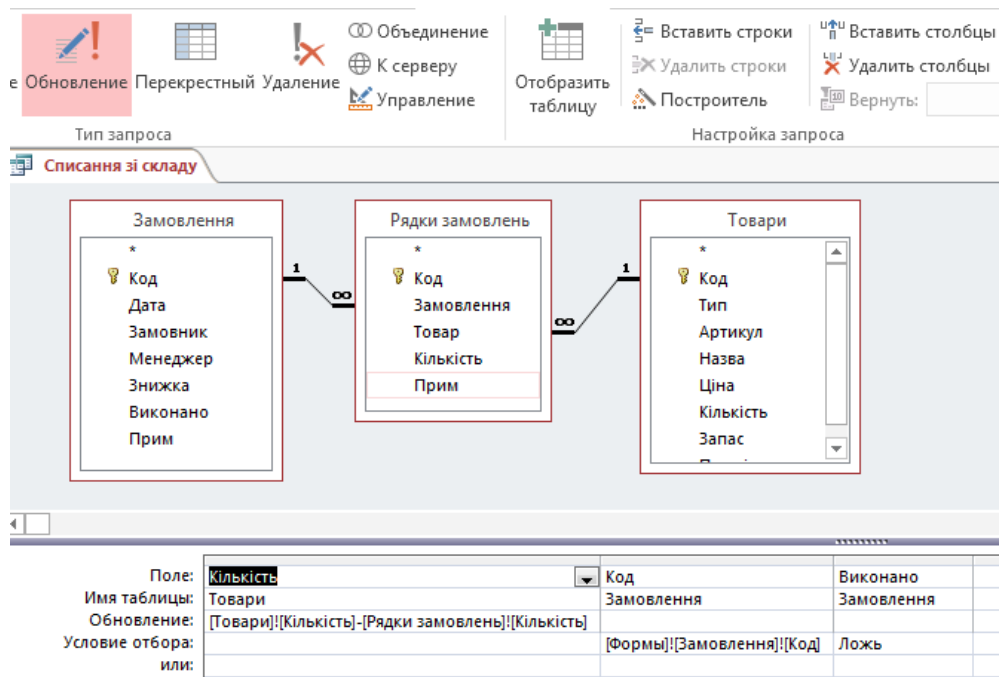 е Обновление Перекрестный Удаление
Объединение
К серверу
Управление
Отобразить
таблицу
Вставить строки
Удалить строки
Построитель
Вставить столбцы
Удалить столбцы
Вернуть:
Тип запроса
Настройка запроса
Списання зі складу
Замовлення
*
Код
Дата
Замовник
Менеджер
Знижка
Виконано
Прим
1
∞
Рядки замовлень
*
Код
Замовлення
Товар
Кількість
Прим
∞
1
Товари
*
Код
Тип
Артикул
Назва
Ціна
Кількість
Запас
Поле: Кількість Код Виконано
Имя таблицы: Товари Замовлення Замовлення
Обновление: [Товари]![Кількість]-[Рядки замовлень]![Кількість]
Условие отбора: [Формы]![Замовлення]![Код] Ложь
или: